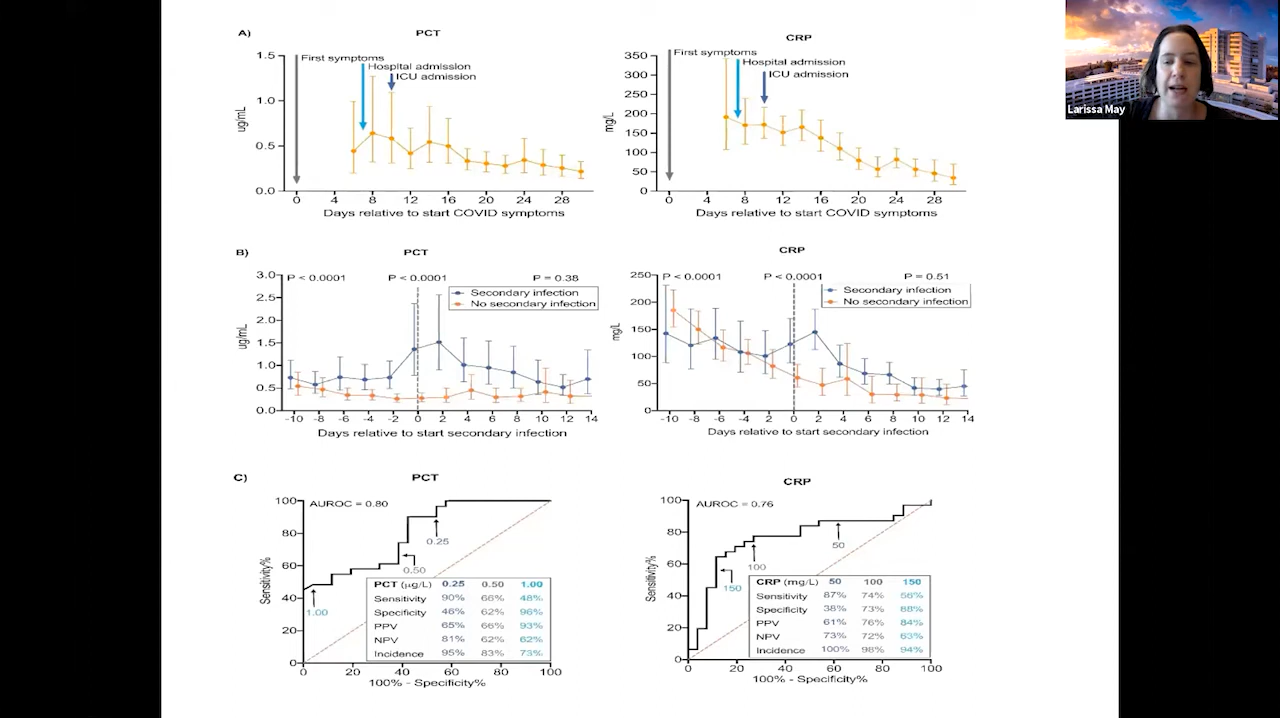 A)
PCT
First symptoms
Hospital admission
ICU admission
ug/mL
1.5
1.0
0.5
0.0
0 4 8 12 16 20 24 28
Days relative to start COVID symptoms
CRP
First symptoms
Hospital admission
ICU admission
mg/L
350
300
250
200
150
100
50
0
0 4 8 12 16 20 24 28
Days relative to start COVID symptoms
Larissa May
B)
PCT
P < 0.0001 P < 0.0001 P = 0.38
Secondary infection
No secondary infection
ug/mL
3.0
2.5
2.0
1.5
1.0
0.5
0.0
-10 -8 -6 -4 -2 0 2 4 6 8 10 12 14
Days relative to start secondary infection
CRP
P < 0.0001 P < 0.0001 P = 0.51
Secondary infection
No secondary infection
mg/L
250
200
150
100
50
0
-10 -8 -6 -4 -2 0 2 4 6 8 10 12 14
Days relative to start secondary infection
C)
PCT
AUROC = 0.80
Sensitivity%
100
80
60
40
20
0
0.25
0.50
1.00
PCT (µg/L) 0.25 0.50 1.00
Sensitivity 90% 66% 48%
Specificity 46% 62% 96%
PPV 65% 66% 93%
NPV 81% 62% 62%
Incidence 95% 83% 73%
0 20 40 60 80 100
100% - Specificity%
CRP
AUROC = 0.76
Sensitivity%
100
80
60
40
20
0
50
100
150
CRP (mg/L) 50 100 150
Sensitivity 87% 74% 56%
Specificity 38% 73% 88%
PPV 61% 76% 84%
NPV 73% 72% 63%
Incidence 100% 98% 94%
0 20 40 60 80 100
100% - Specificity%